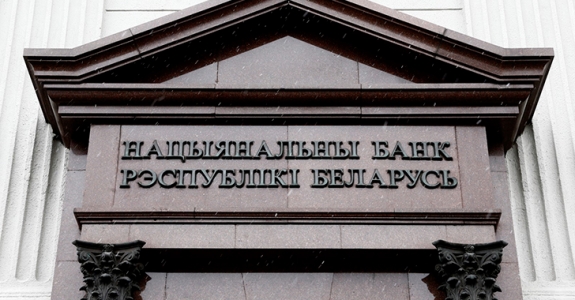 НАЦЫЯНАЛЬНЫ БАНК
РЭСПУБЛІКІ БЕЛАРУСЬ